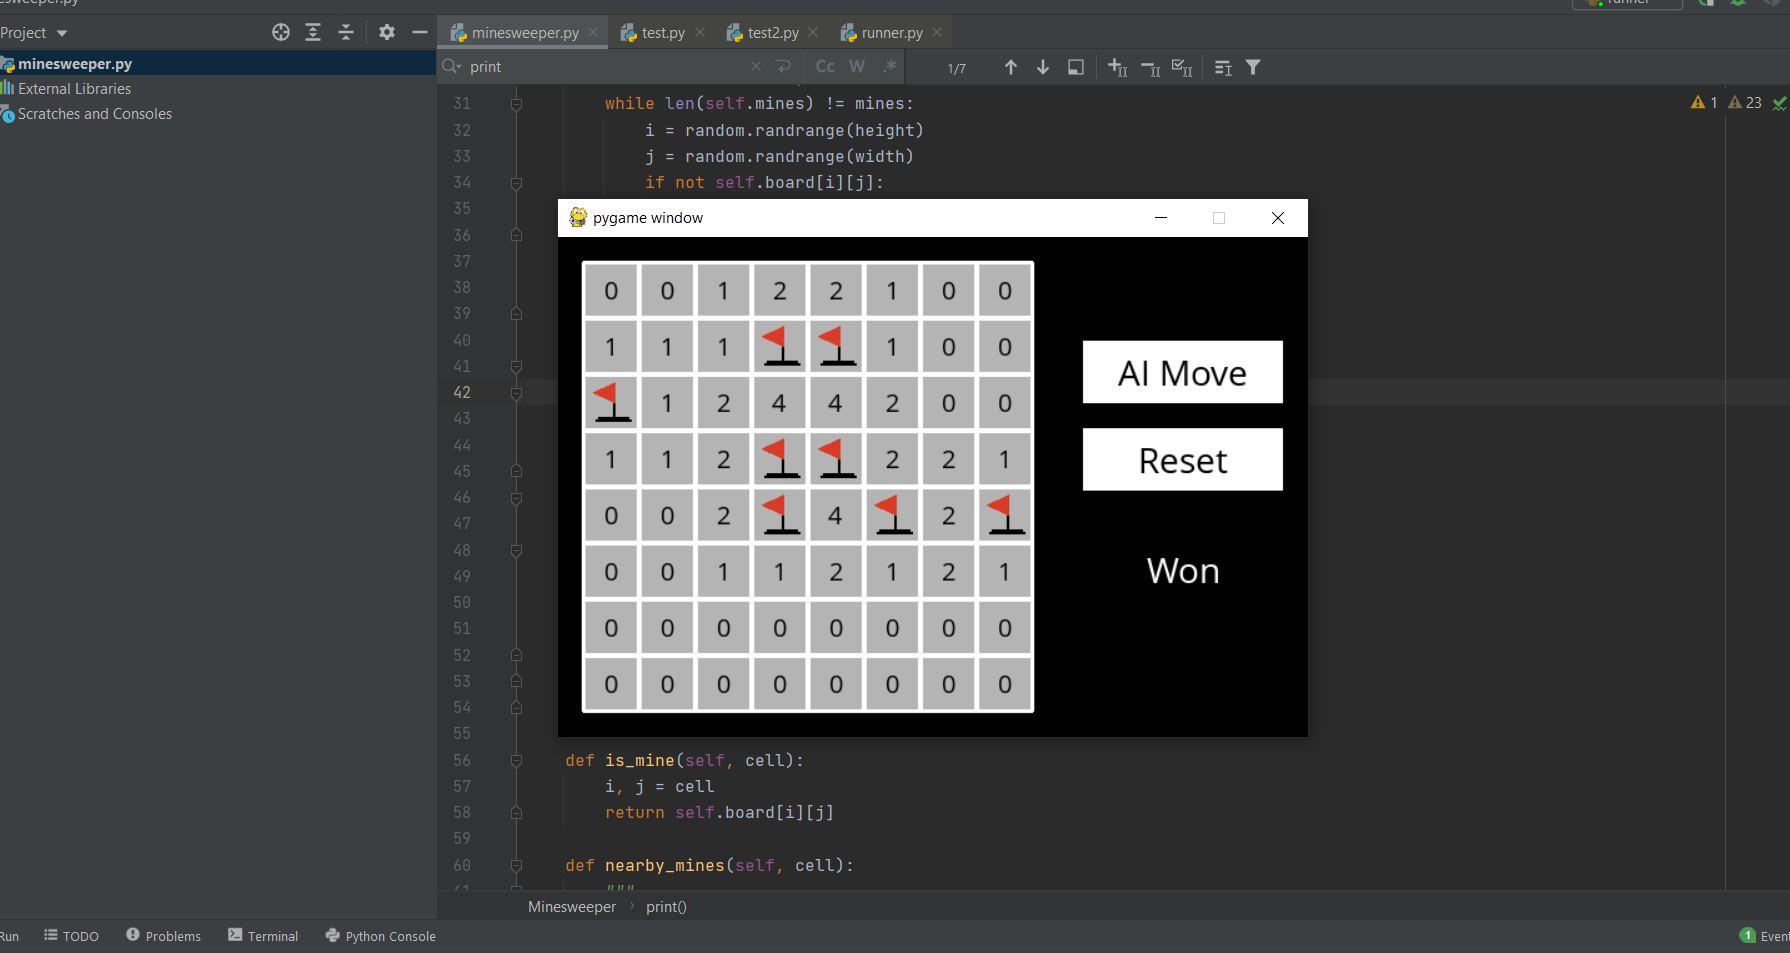 esweeper.py
runner
Project
minesweeper.py test.py test2.py runner.py
minesweeper.py
External Libraries
Scratches and Consoles
print Cc W .* 1/7
1 23
31 while len(self.mines) != mines:
32 i = random.randrange(height)
33 j = random.randrange(width)
34 if not self.board[i][j]:
35
36
37
38
39
40
41
42
43
44
45
46
47
48
49
50
51
52
53
54
55
pygame window
0 0 1 2 2 1 0 0
1 1 1 1 0 0
1 2 4 4 2 0 0
1 1 2 2 2 1
0 0 2 4 2
0 0 1 1 2 1 2 1
0 0 0 0 0 0 0 0
0 0 0 0 0 0 0 0
AI Move
Reset
Won
56 def is_mine(self, cell):
57 i, j = cell
58 return self.board[i][j]
59
60 def nearby_mines(self, cell):
61 """
Minesweeper › print()
Run TODO Problems Terminal Python Console
1 Event